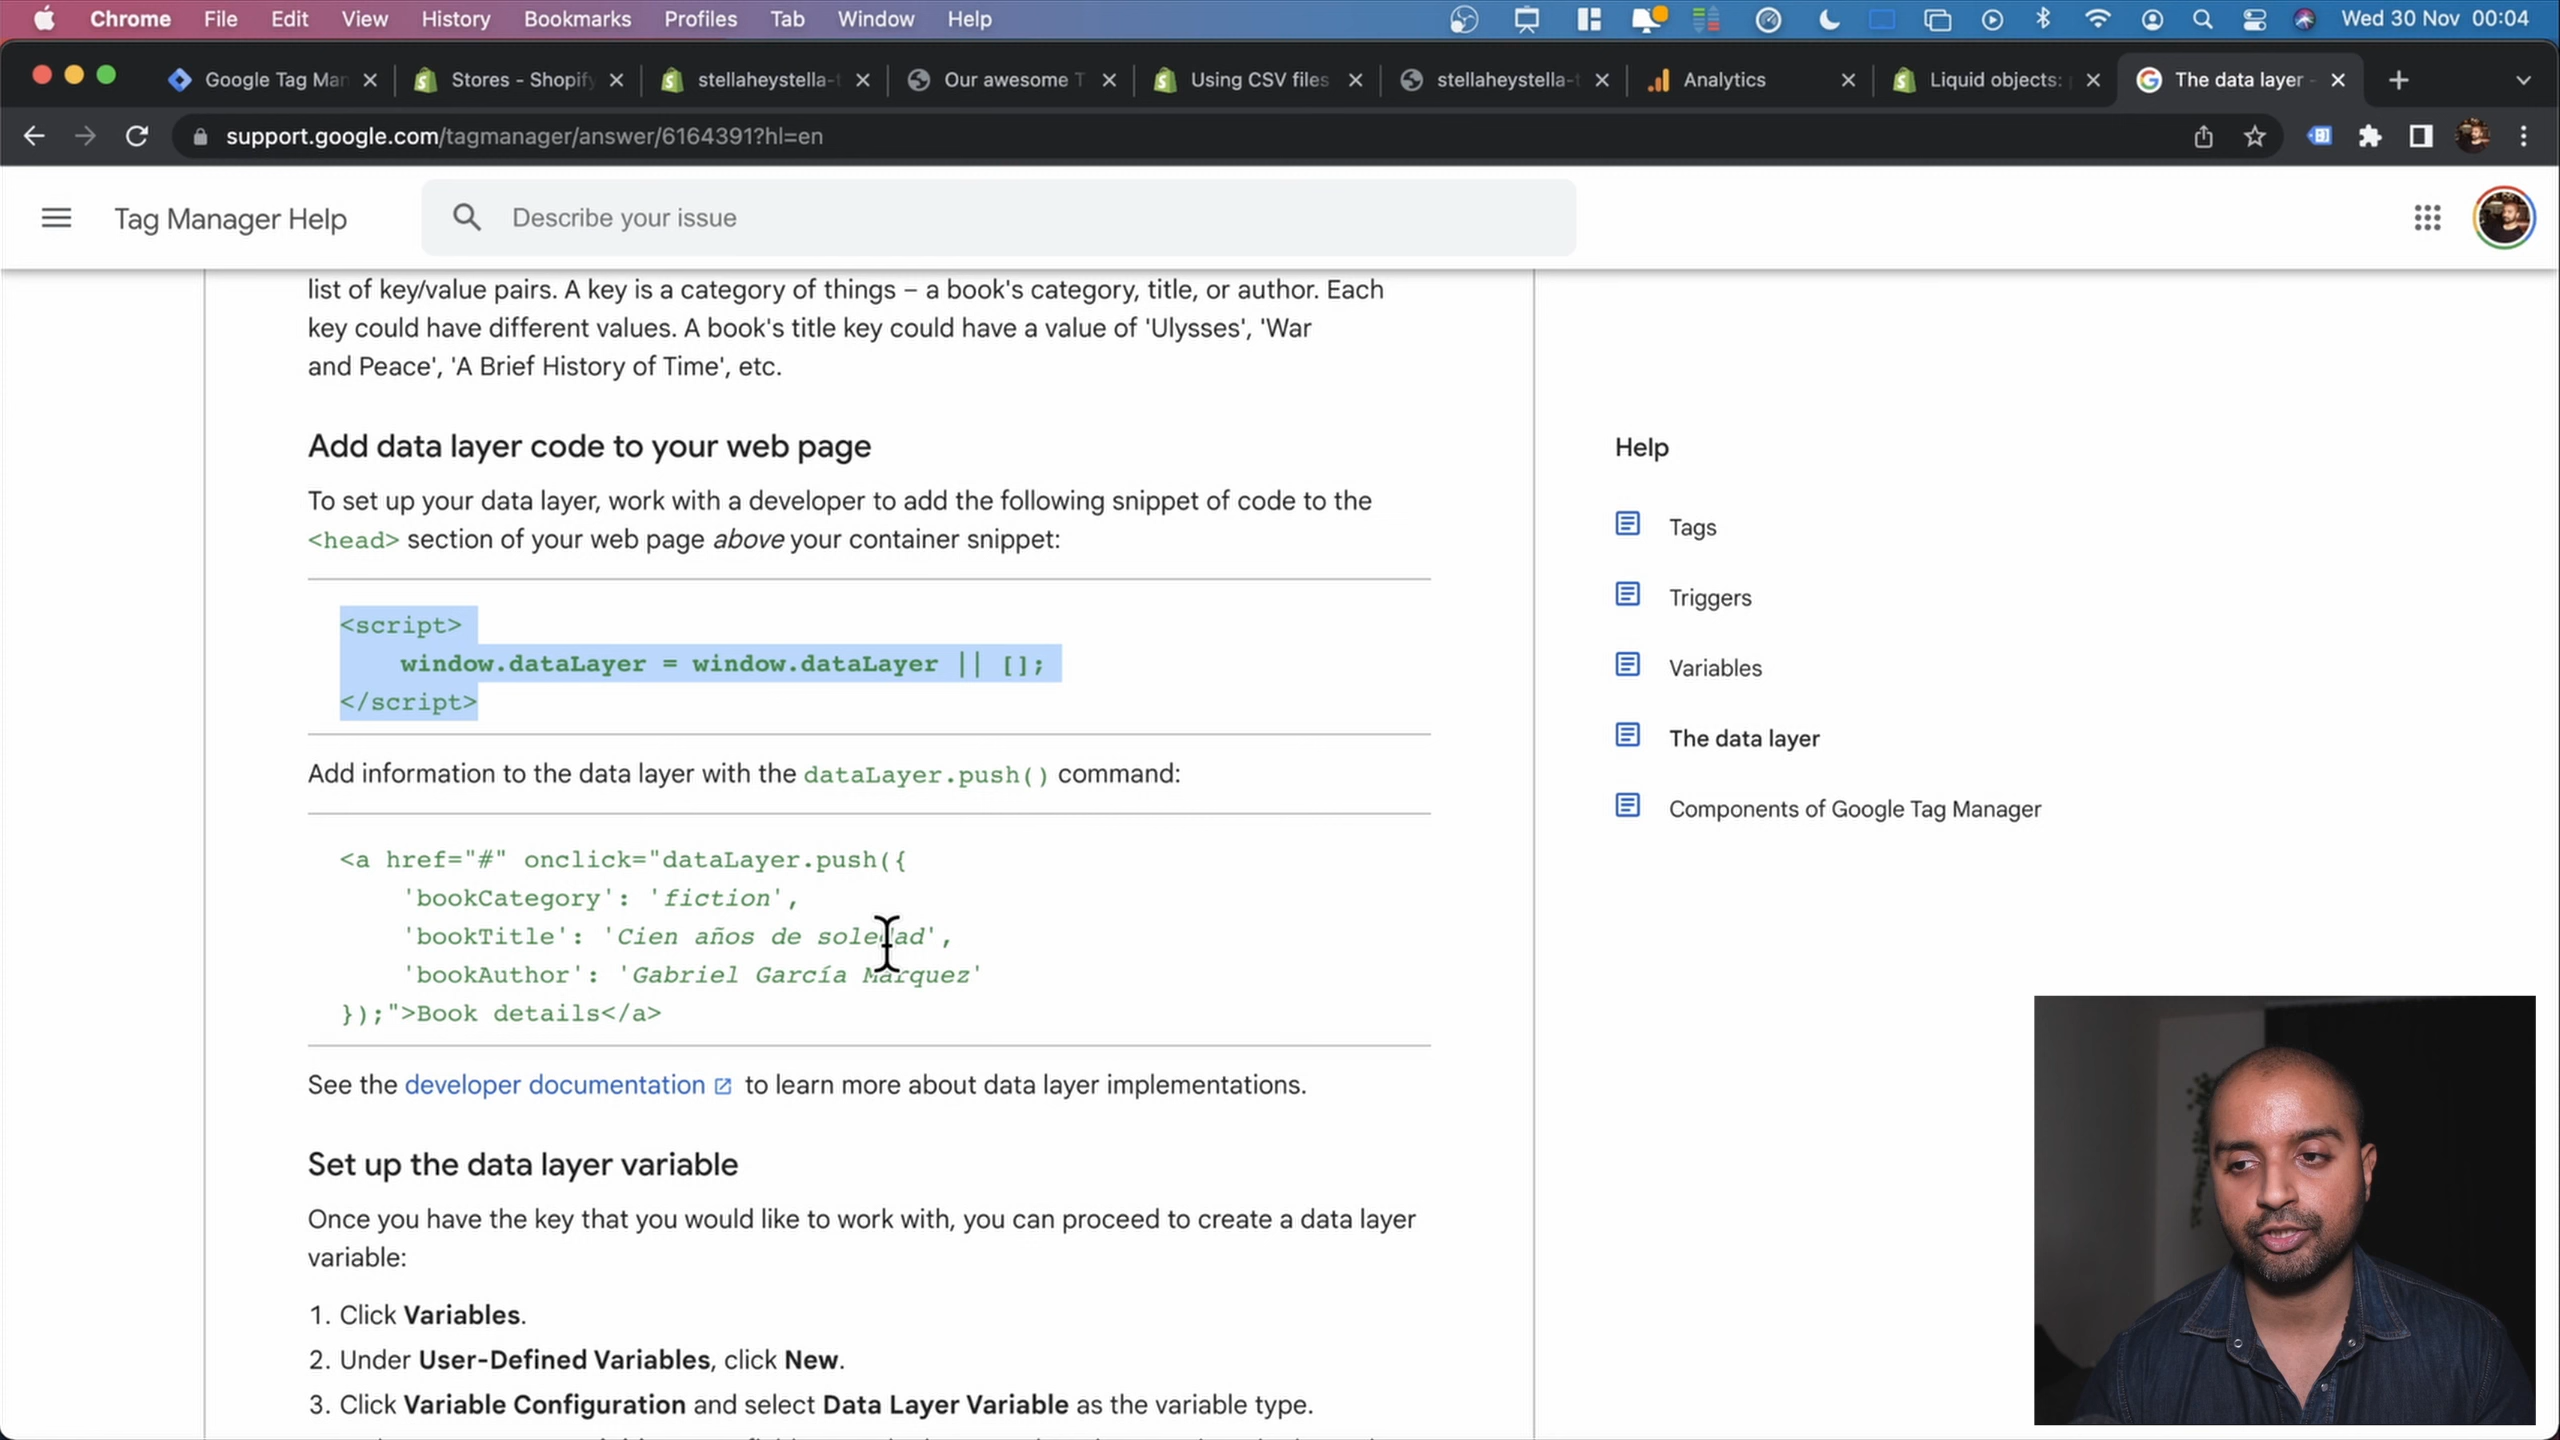 Chrome File Edit View History Bookmarks Profiles Tab Window Help Wed 30 Nov 00:04
Google Tag Man Stores - Shopify stellaheystella-t Our awesome T Using CSV files stellaheystella-t Analytics Liquid objects: The data layer -
support.google.com/tagmanager/answer/6164391?hl=en
Tag Manager Help Describe your issue
list of key/value pairs. A key is a category of things – a book's category, title, or author. Each
key could have different values. A book's title key could have a value of 'Ulysses', 'War
and Peace', 'A Brief History of Time', etc.
Add data layer code to your web page
To set up your data layer, work with a developer to add the following snippet of code to the
<head> section of your web page above your container snippet:
<script>
window.dataLayer = window.dataLayer || [];
</script>
Add information to the data layer with the dataLayer.push() command:
<a href="#" onclick="dataLayer.push({
'bookCategory': 'fiction',
'bookTitle': 'Cien años de soledad',
'bookAuthor': 'Gabriel García Márquez'
});">Book details</a>
See the developer documentation to learn more about data layer implementations.
Set up the data layer variable
Once you have the key that you would like to work with, you can proceed to create a data layer
variable:
1. Click Variables.
2. Under User-Defined Variables, click New.
3. Click Variable Configuration and select Data Layer Variable as the variable type.
Help
Tags
Triggers
Variables
The data layer
Components of Google Tag Manager